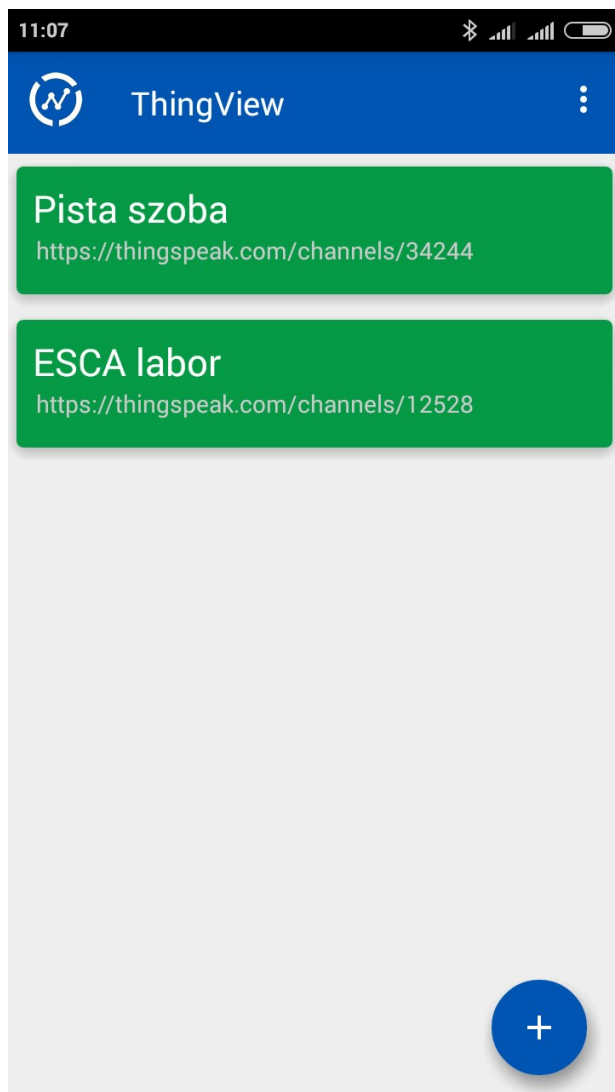 11:07
ThingView
Pista szoba
https://thingspeak.com/channels/34244
ESCA labor
https://thingspeak.com/channels/12528
+